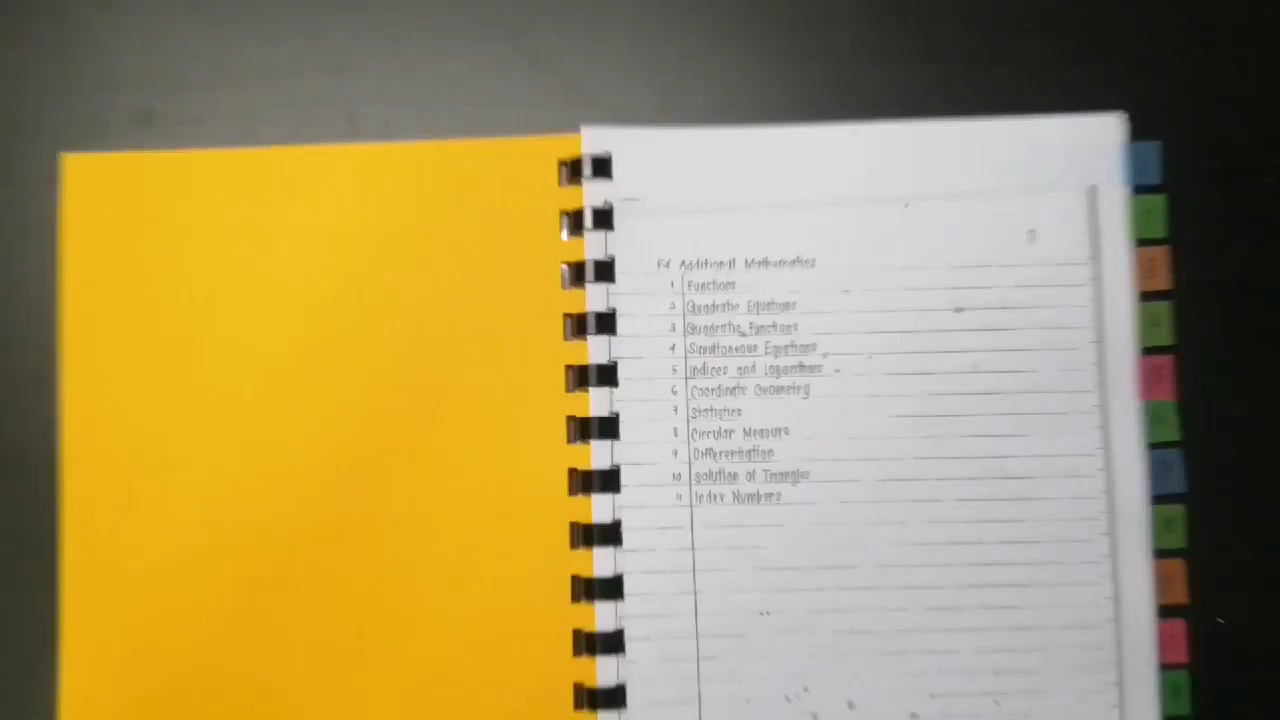 F4 Additional Mathematics
1 Functions
2 Quadratic Equations
3 Quadratic Functions
4 Simultaneous Equations
5 Indices and Logarithms
6 Coordinate Geometry
7 Statistics
8 Circular Measure
9 Differentiation
10 Solution of Triangles
11 Index Numbers